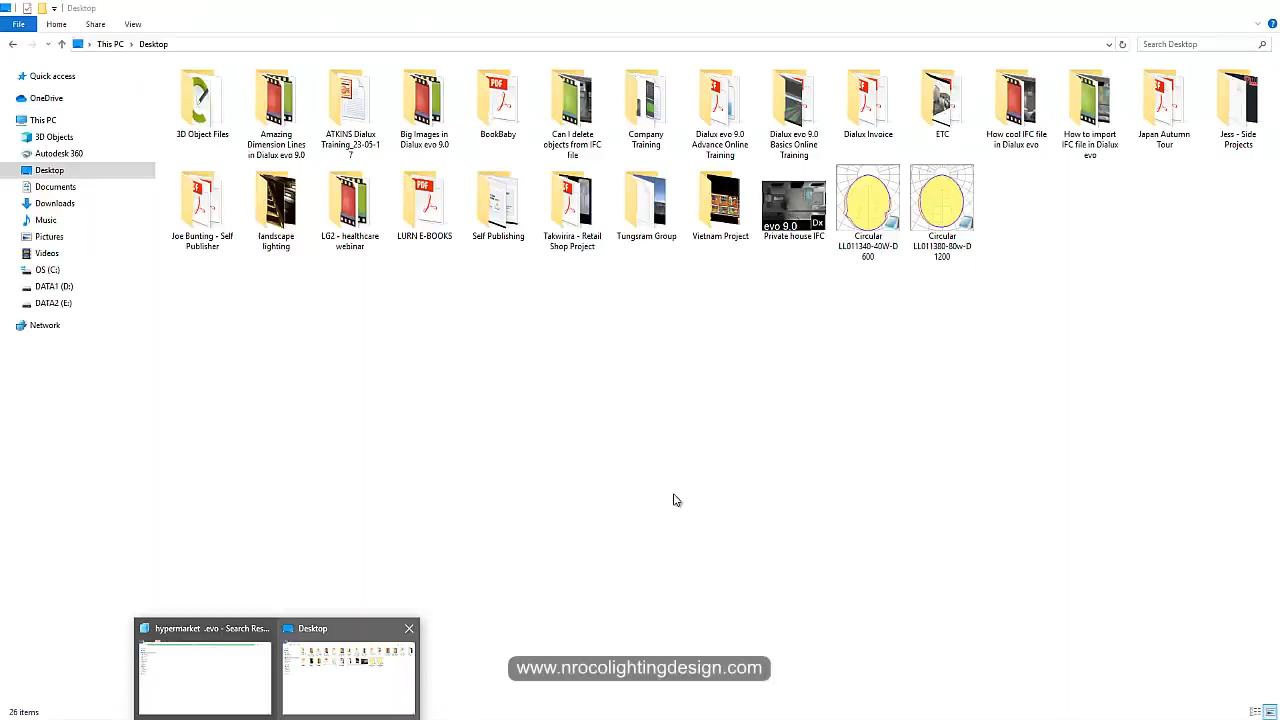 Desktop
File Home Share View
This PC Desktop
Search Desktop
Quick access
OneDrive
This PC
3D Objects
Autodesk 360
Desktop
Documents
Downloads
Music
Pictures
Videos
OS (C:)
DATA1 (D:)
DATA2 (E:)
Network
3D Object Files
Amazing
Dimension Lines
in Dialux evo 9.0
ATKINS Dialux
Training_23-05-1
7
Big Images in
Dialux evo 9.0
BookBaby
Can I delete
objects from IFC
file
Company
Training
Dialux evo 9.0
Advance Online
Training
Dialux evo 9.0
Basics Online
Training
Dialux Invoice
ETC
How cool IFC file
in Dialux evo
How to import
IFC file in Dialux
evo
Japan Autumn
Tour
Jess - Side
Projects
Joe Bunting - Self
Publisher
landscape
lighting
LG2 - healthcare
webinar
LURN E-BOOKS
Self Publishing
Takwirira - Retail
Shop Project
Tungsram Group
Vietnam Project
evo 9.0 Dx
Private house IFC
Circular
LL011340-40W-D
600
Circular
LL011380-80w-D
1200
PDF
PDF
hypermarket .evo - Search Res...
Desktop
www.nrocolightingdesign.com
26 items